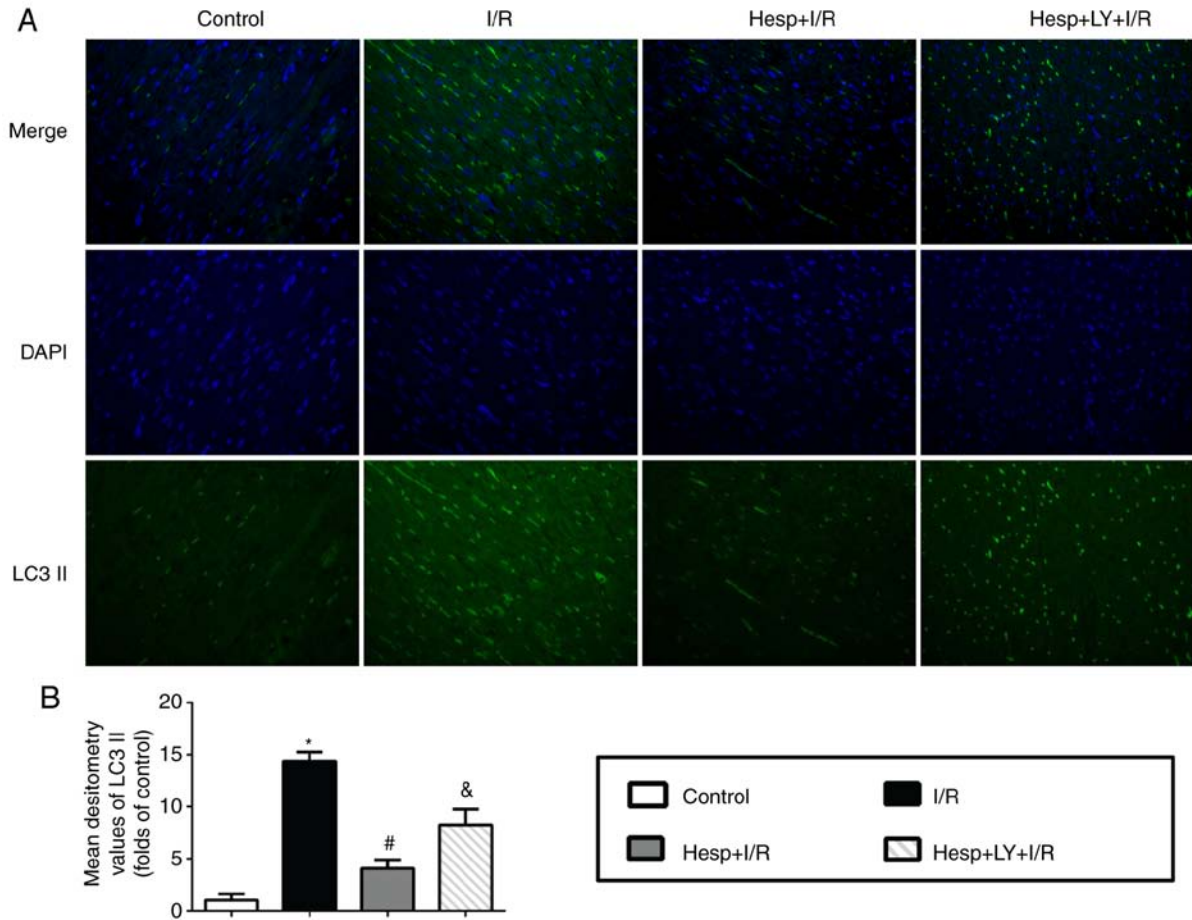 A
Control I/R Hesp+I/R Hesp+LY+I/R
Merge
DAPI
LC3 II
B
Mean desitometry
values of LC3 II
(folds of control)
20
15
10
5
0
*
#
&
Control I/R
Hesp+I/R Hesp+LY+I/R